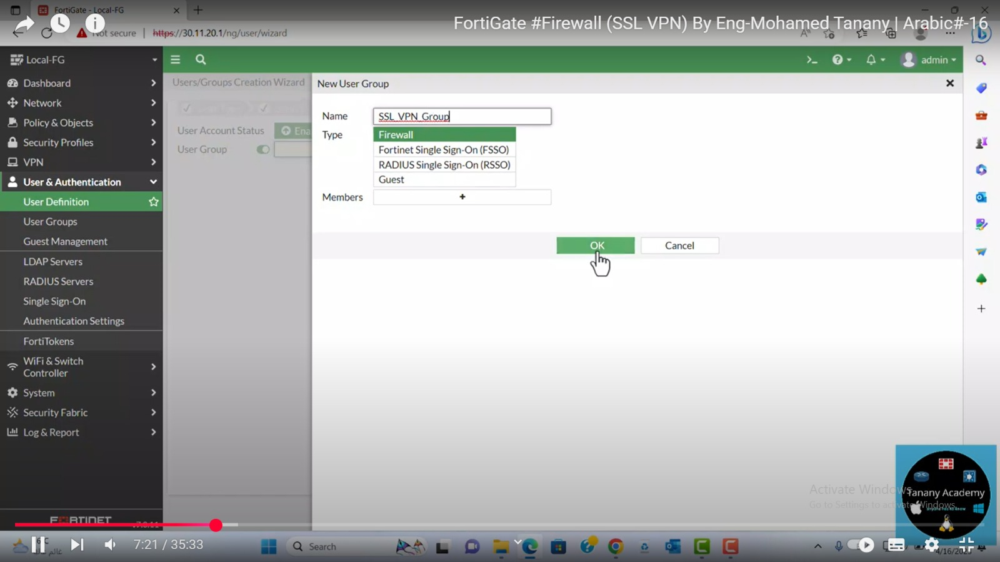 FortiGate - Local-FG
FortiGate #Firewall (SSL VPN) By Eng-Mohamed Tanany | Arabic#-16
Not secure | https://30.11.20.1/ng/user/wizard
Local-FG
admin
Dashboard
Network
Policy & Objects
Security Profiles
VPN
User & Authentication
User Definition
User Groups
Guest Management
LDAP Servers
RADIUS Servers
Single Sign-On
Authentication Settings
FortiTokens
WiFi & Switch
Controller
System
Security Fabric
Log & Report
FORTINET
Users/Groups Creation Wizard
User Account Status
Ena
User Group
New User Group
Name
SSL_VPN_Group
Type
Firewall
Fortinet Single Sign-On (FSSO)
RADIUS Single Sign-On (RSSO)
Guest
Members
+
OK
Cancel
Activate Windows
Go to Settings to activate Windows.
Tanany Academy
7:21 / 35:33
Search